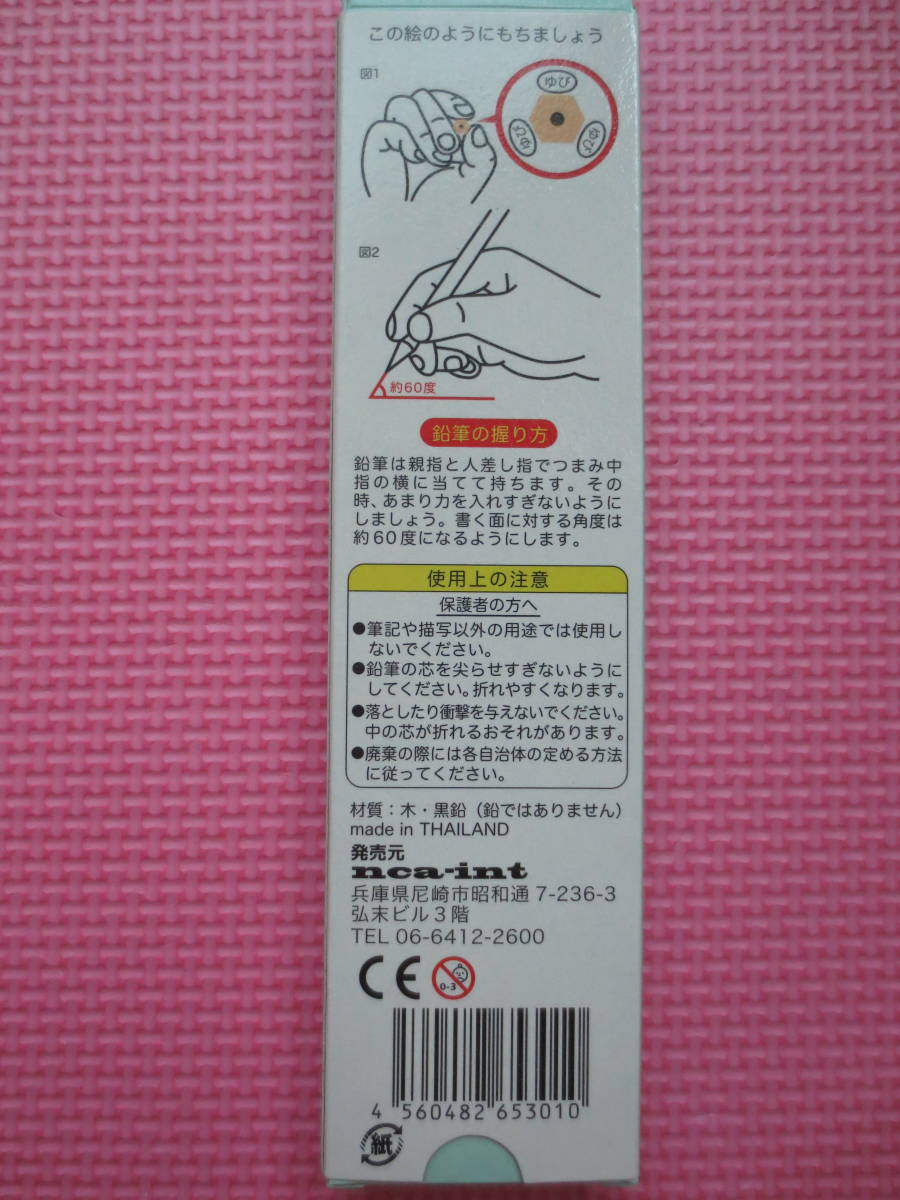 この絵のようにもちましょう
図1
ゆび
ゆび
ゆび
図2
約60度
鉛筆の握り方
鉛筆は親指と人差し指でつまみ中
指の横に当てて持ちます。その
時、あまり力を入れすぎないように
しましょう。書く面に対する角度は
約60度になるようにします。
使用上の注意
保護者の方へ
●筆記や描写以外の用途では使用し
ないでください。
●鉛筆の芯を尖らせすぎないように
してください。折れやすくなります。
●落としたり衝撃を与えないでください。
中の芯が折れるおそれがあります。
●廃棄の際には各自治体の定める方法
に従ってください。
材質：木・黒鉛（鉛ではありません）
made in THAILAND
発売元
nca-int
兵庫県尼崎市昭和通 7-236-3
弘末ビル3階
TEL 06-6412-2600
CE
0-3
4 560482 653010
紙